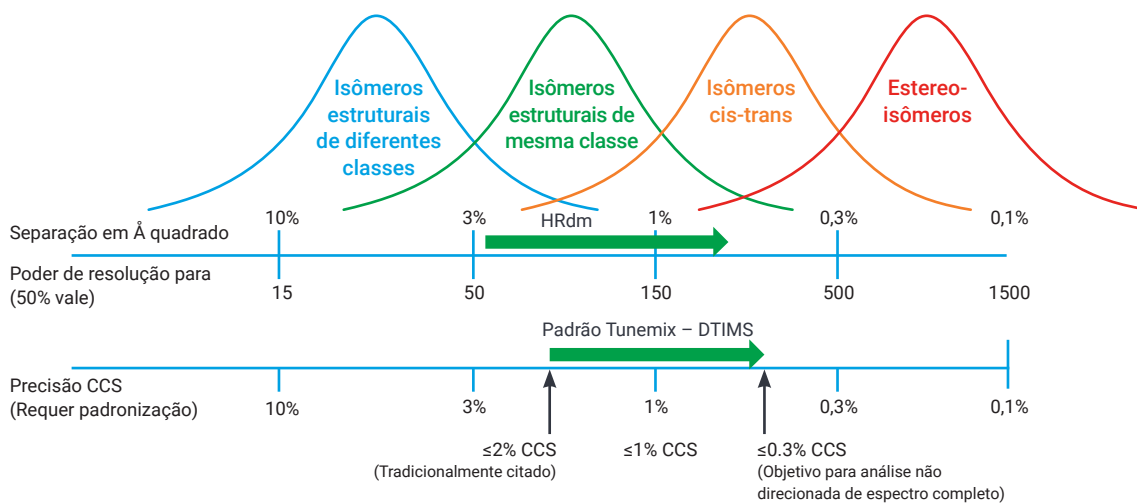 Isômeros
estruturais
de diferentes
classes
Isômeros
estruturais de
mesma classe
Isômeros
cis-trans
Estereo-
isômeros
Separação em Å quadrado
10%
3%
HRdm
1%
0,3%
0,1%
Poder de resolução para
(50% vale)
15
50
150
500
1500
Padrão Tunemix – DTIMS
Precisão CCS
(Requer padronização)
10%
3%
1%
0,3%
0,1%
≤2% CCS
(Tradicionalmente citado)
≤1% CCS
≤0.3% CCS
(Objetivo para análise não
direcionada de espectro completo)